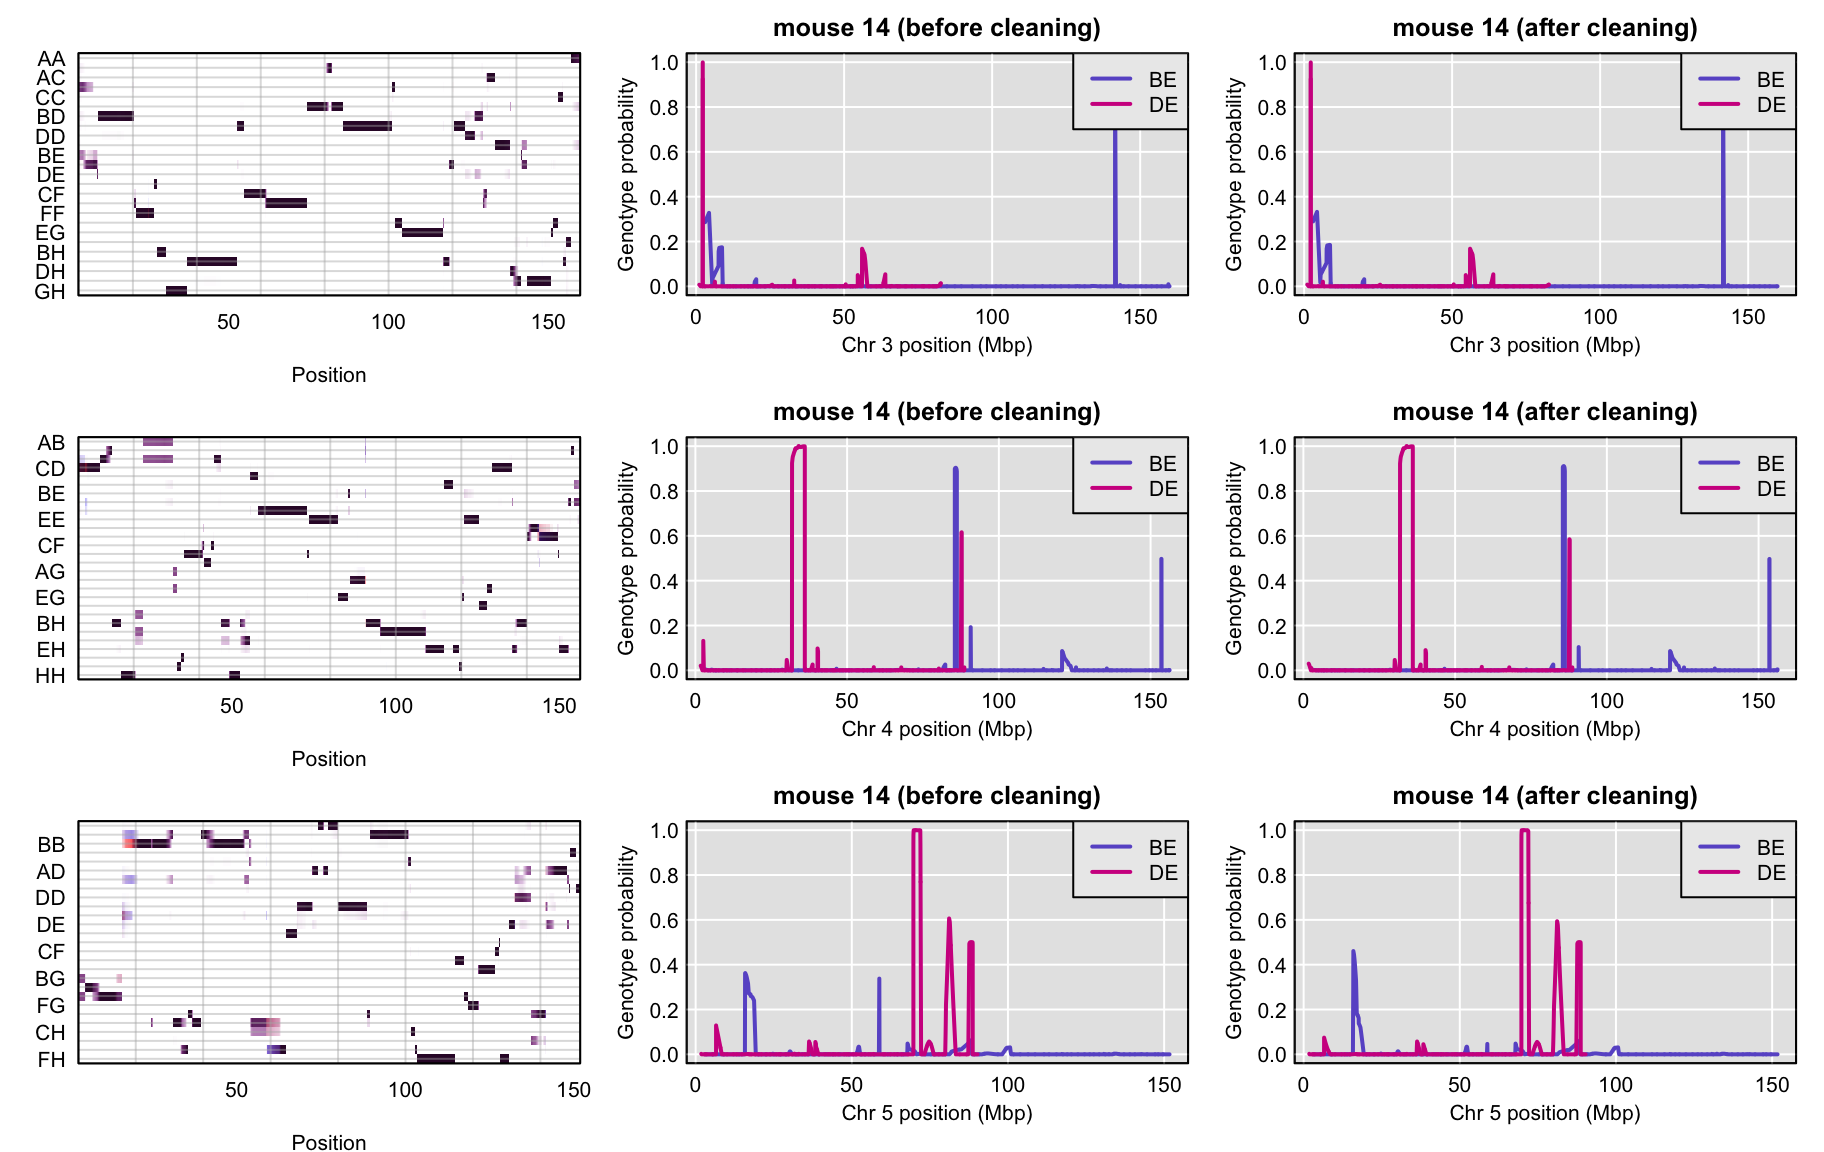 AA
AC
CC
BD
DD
BE
DE
CF
FF
EG
BH
DH
GH
50 100 150
Position
mouse 14 (before cleaning)
Genotype probability
1.0
0.8
0.6
0.4
0.2
0.0
BE
DE
0 50 100 150
Chr 3 position (Mbp)
mouse 14 (after cleaning)
Genotype probability
1.0
0.8
0.6
0.4
0.2
0.0
BE
DE
0 50 100 150
Chr 3 position (Mbp)
AB
CD
BE
EE
CF
AG
EG
BH
EH
HH
50 100 150
Position
mouse 14 (before cleaning)
Genotype probability
1.0
0.8
0.6
0.4
0.2
0.0
BE
DE
0 50 100 150
Chr 4 position (Mbp)
mouse 14 (after cleaning)
Genotype probability
1.0
0.8
0.6
0.4
0.2
0.0
BE
DE
0 50 100 150
Chr 4 position (Mbp)
BB
AD
DD
DE
CF
BG
FG
CH
FH
50 100 150
Position
mouse 14 (before cleaning)
Genotype probability
1.0
0.8
0.6
0.4
0.2
0.0
BE
DE
0 50 100 150
Chr 5 position (Mbp)
mouse 14 (after cleaning)
Genotype probability
1.0
0.8
0.6
0.4
0.2
0.0
BE
DE
0 50 100 150
Chr 5 position (Mbp)